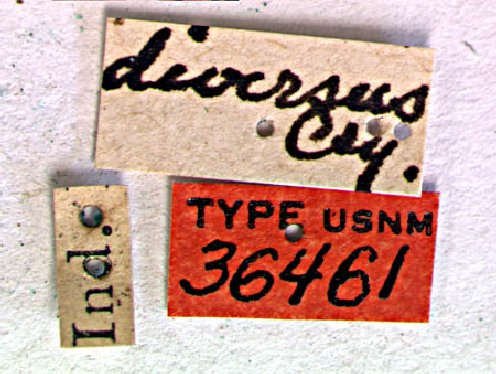 diversus
Csy.
Ind.
TYPE USNM
36461